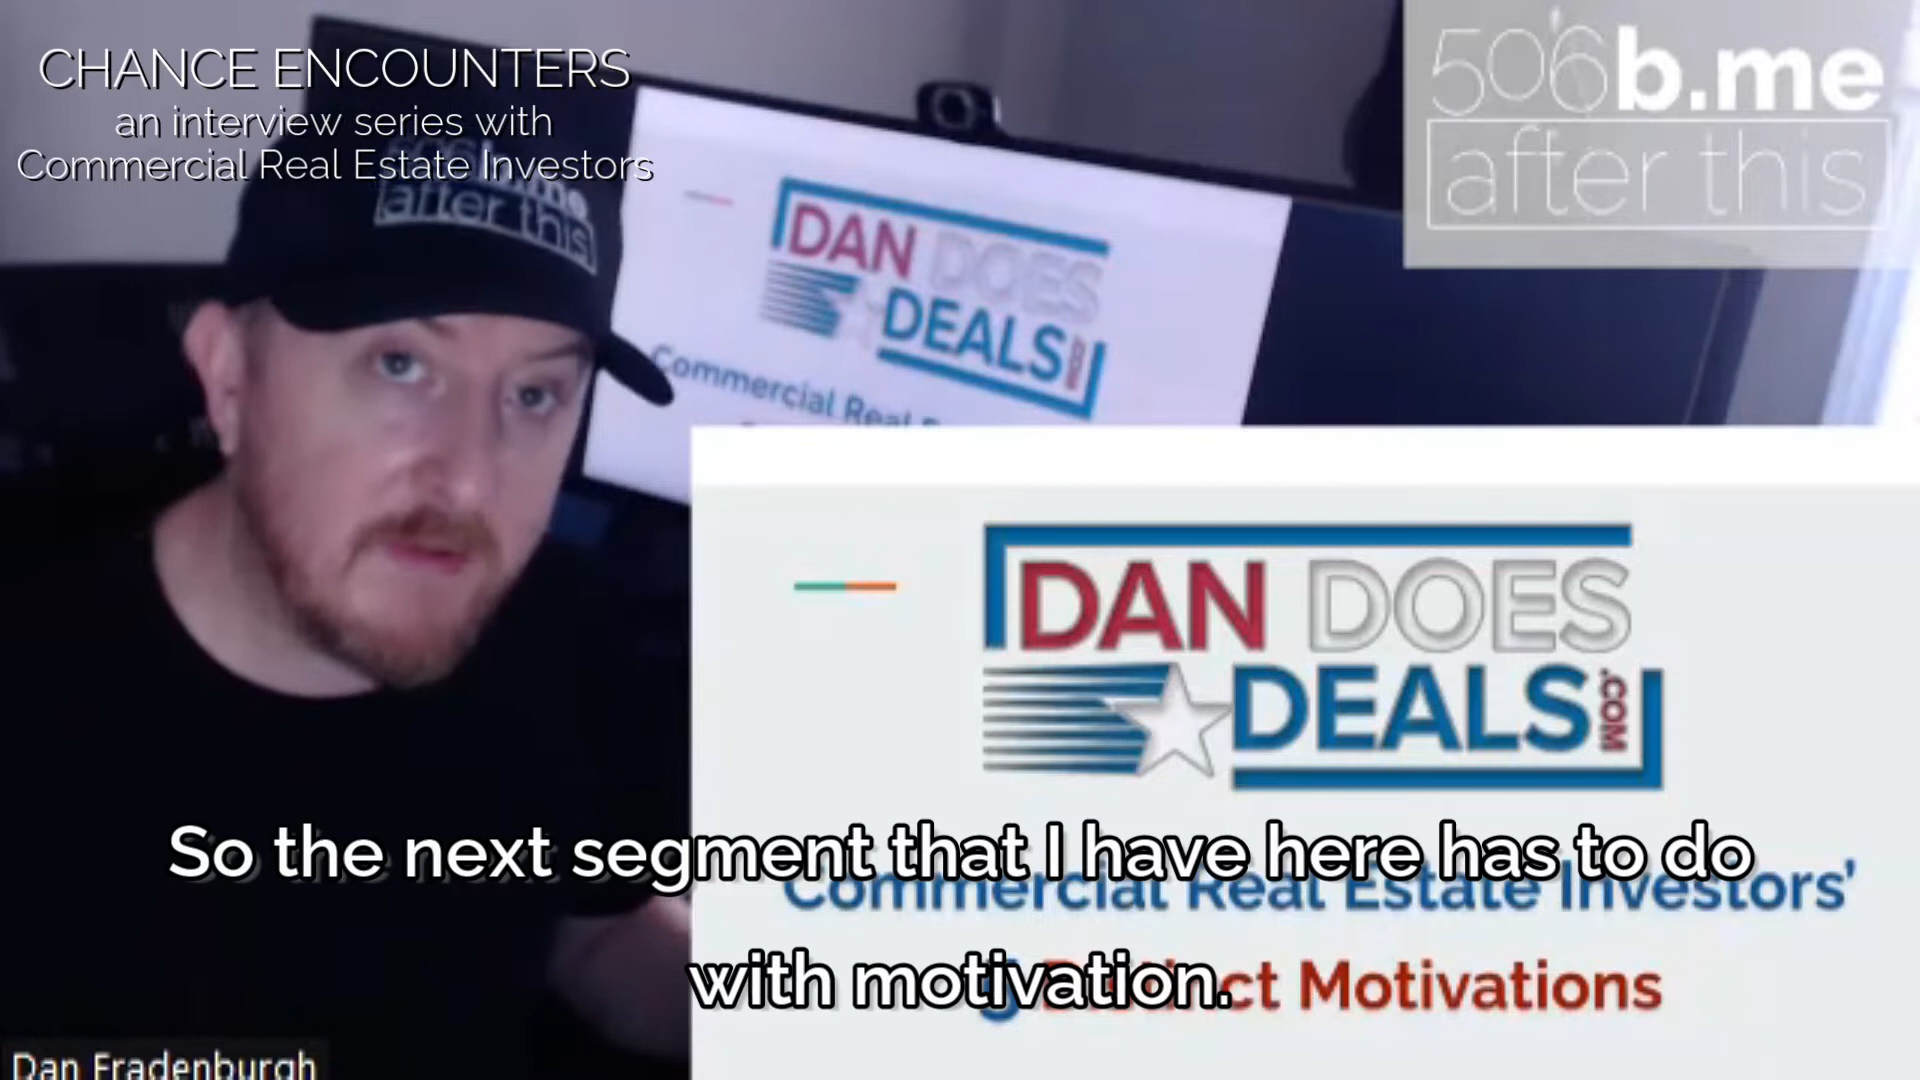 CHANCE ENCOUNTERS
an interview series with
Commercial Real Estate Investors
506b.me
after this
after this
DAN DOES
DEALS
.COM
Commercial Real
DAN DOES
DEALS
.COM
So the next segment that I have here has to do
Commercial Real Estate Investors'
with motivation.
Motivations
Dan Fradenburgh